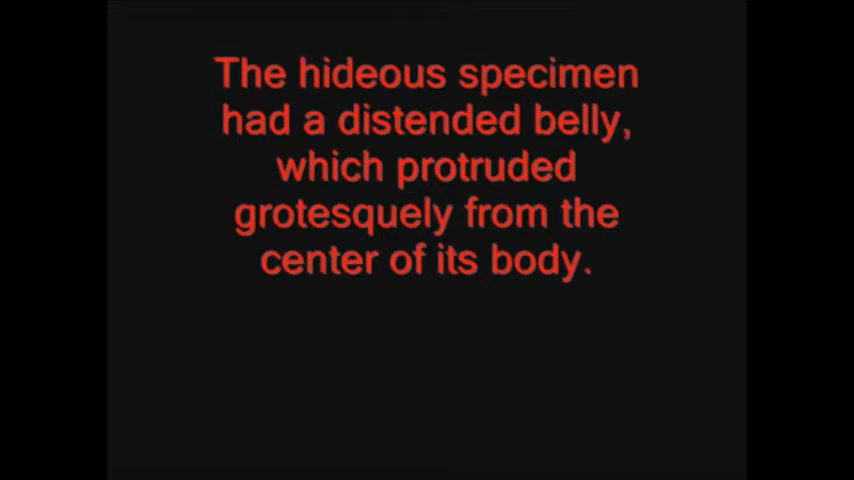 The hideous specimen
had a distended belly,
which protruded
grotesquely from the
center of its body.